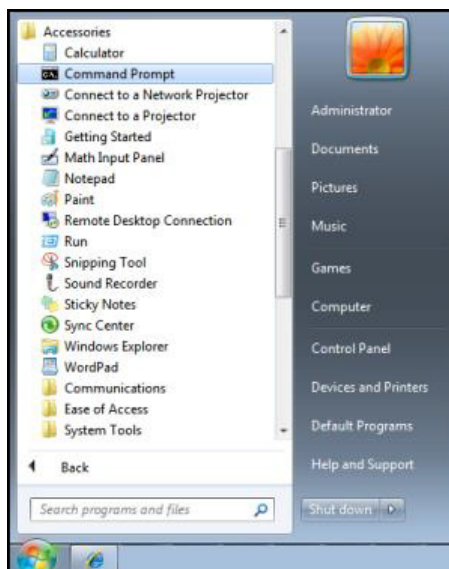 Accessories
Calculator
Command Prompt
Connect to a Network Projector
Connect to a Projector
Getting Started
Math Input Panel
Notepad
Paint
Remote Desktop Connection
Run
Snipping Tool
Sound Recorder
Sticky Notes
Sync Center
Windows Explorer
WordPad
Communications
Ease of Access
System Tools
Back
Search programs and files
Administrator
Documents
Pictures
Music
Games
Computer
Control Panel
Devices and Printers
Default Programs
Help and Support
Shut down